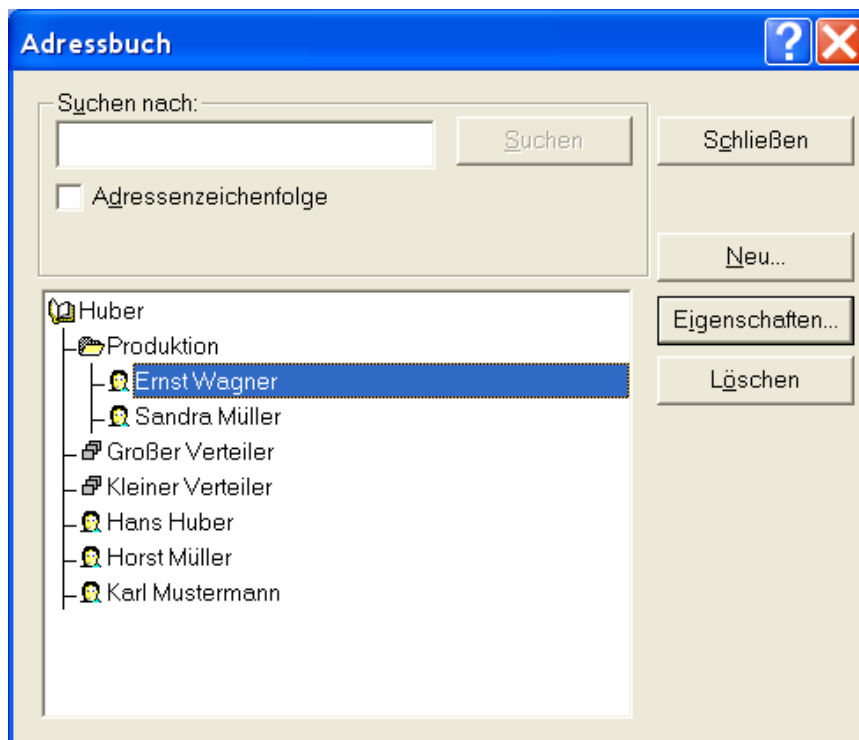 Adressbuch
Suchen nach:
Suchen
Schließen
Adressenzeichenfolge
Neu...
Eigenschaften...
Löschen
Huber
Produktion
Ernst Wagner
Sandra Müller
Großer Verteiler
Kleiner Verteiler
Hans Huber
Horst Müller
Karl Mustermann